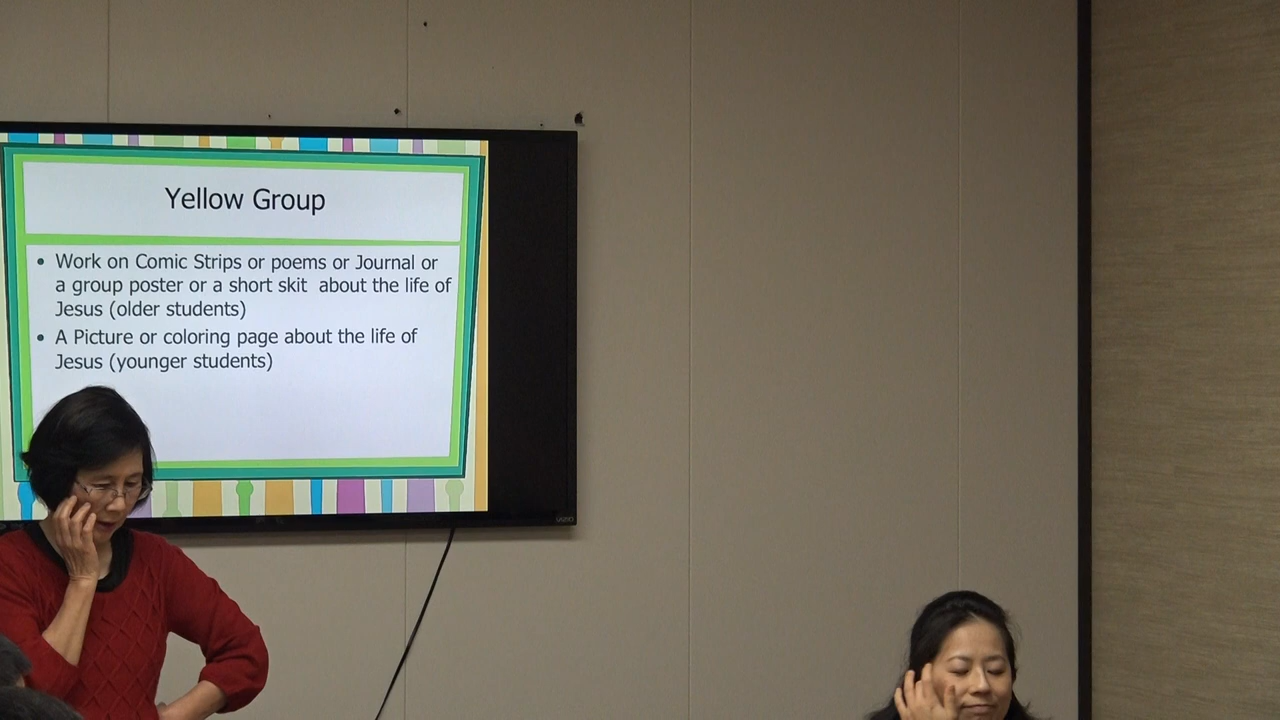 Yellow Group
• Work on Comic Strips or poems or Journal or
a group poster or a short skit about the life of
Jesus (older students)
• A Picture or coloring page about the life of
Jesus (younger students)
VIZIO